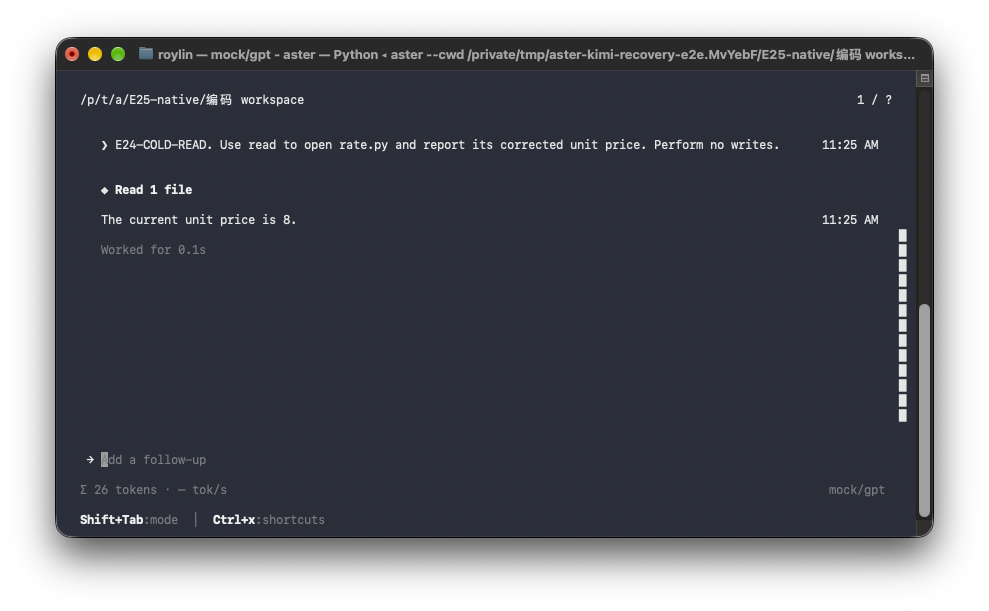 roylin — mock/gpt - aster — Python ◂ aster --cwd /private/tmp/aster-kimi-recovery-e2e.MvYebF/E25-native/编码 works...
/p/t/a/E25-native/编码 workspace 1 / ?
❯ E24-COLD-READ. Use read to open rate.py and report its corrected unit price. Perform no writes. 11:25 AM
◆ Read 1 file
The current unit price is 8. 11:25 AM
Worked for 0.1s
→ Add a follow-up
Σ 26 tokens · — tok/s mock/gpt
Shift+Tab:mode │ Ctrl+x:shortcuts